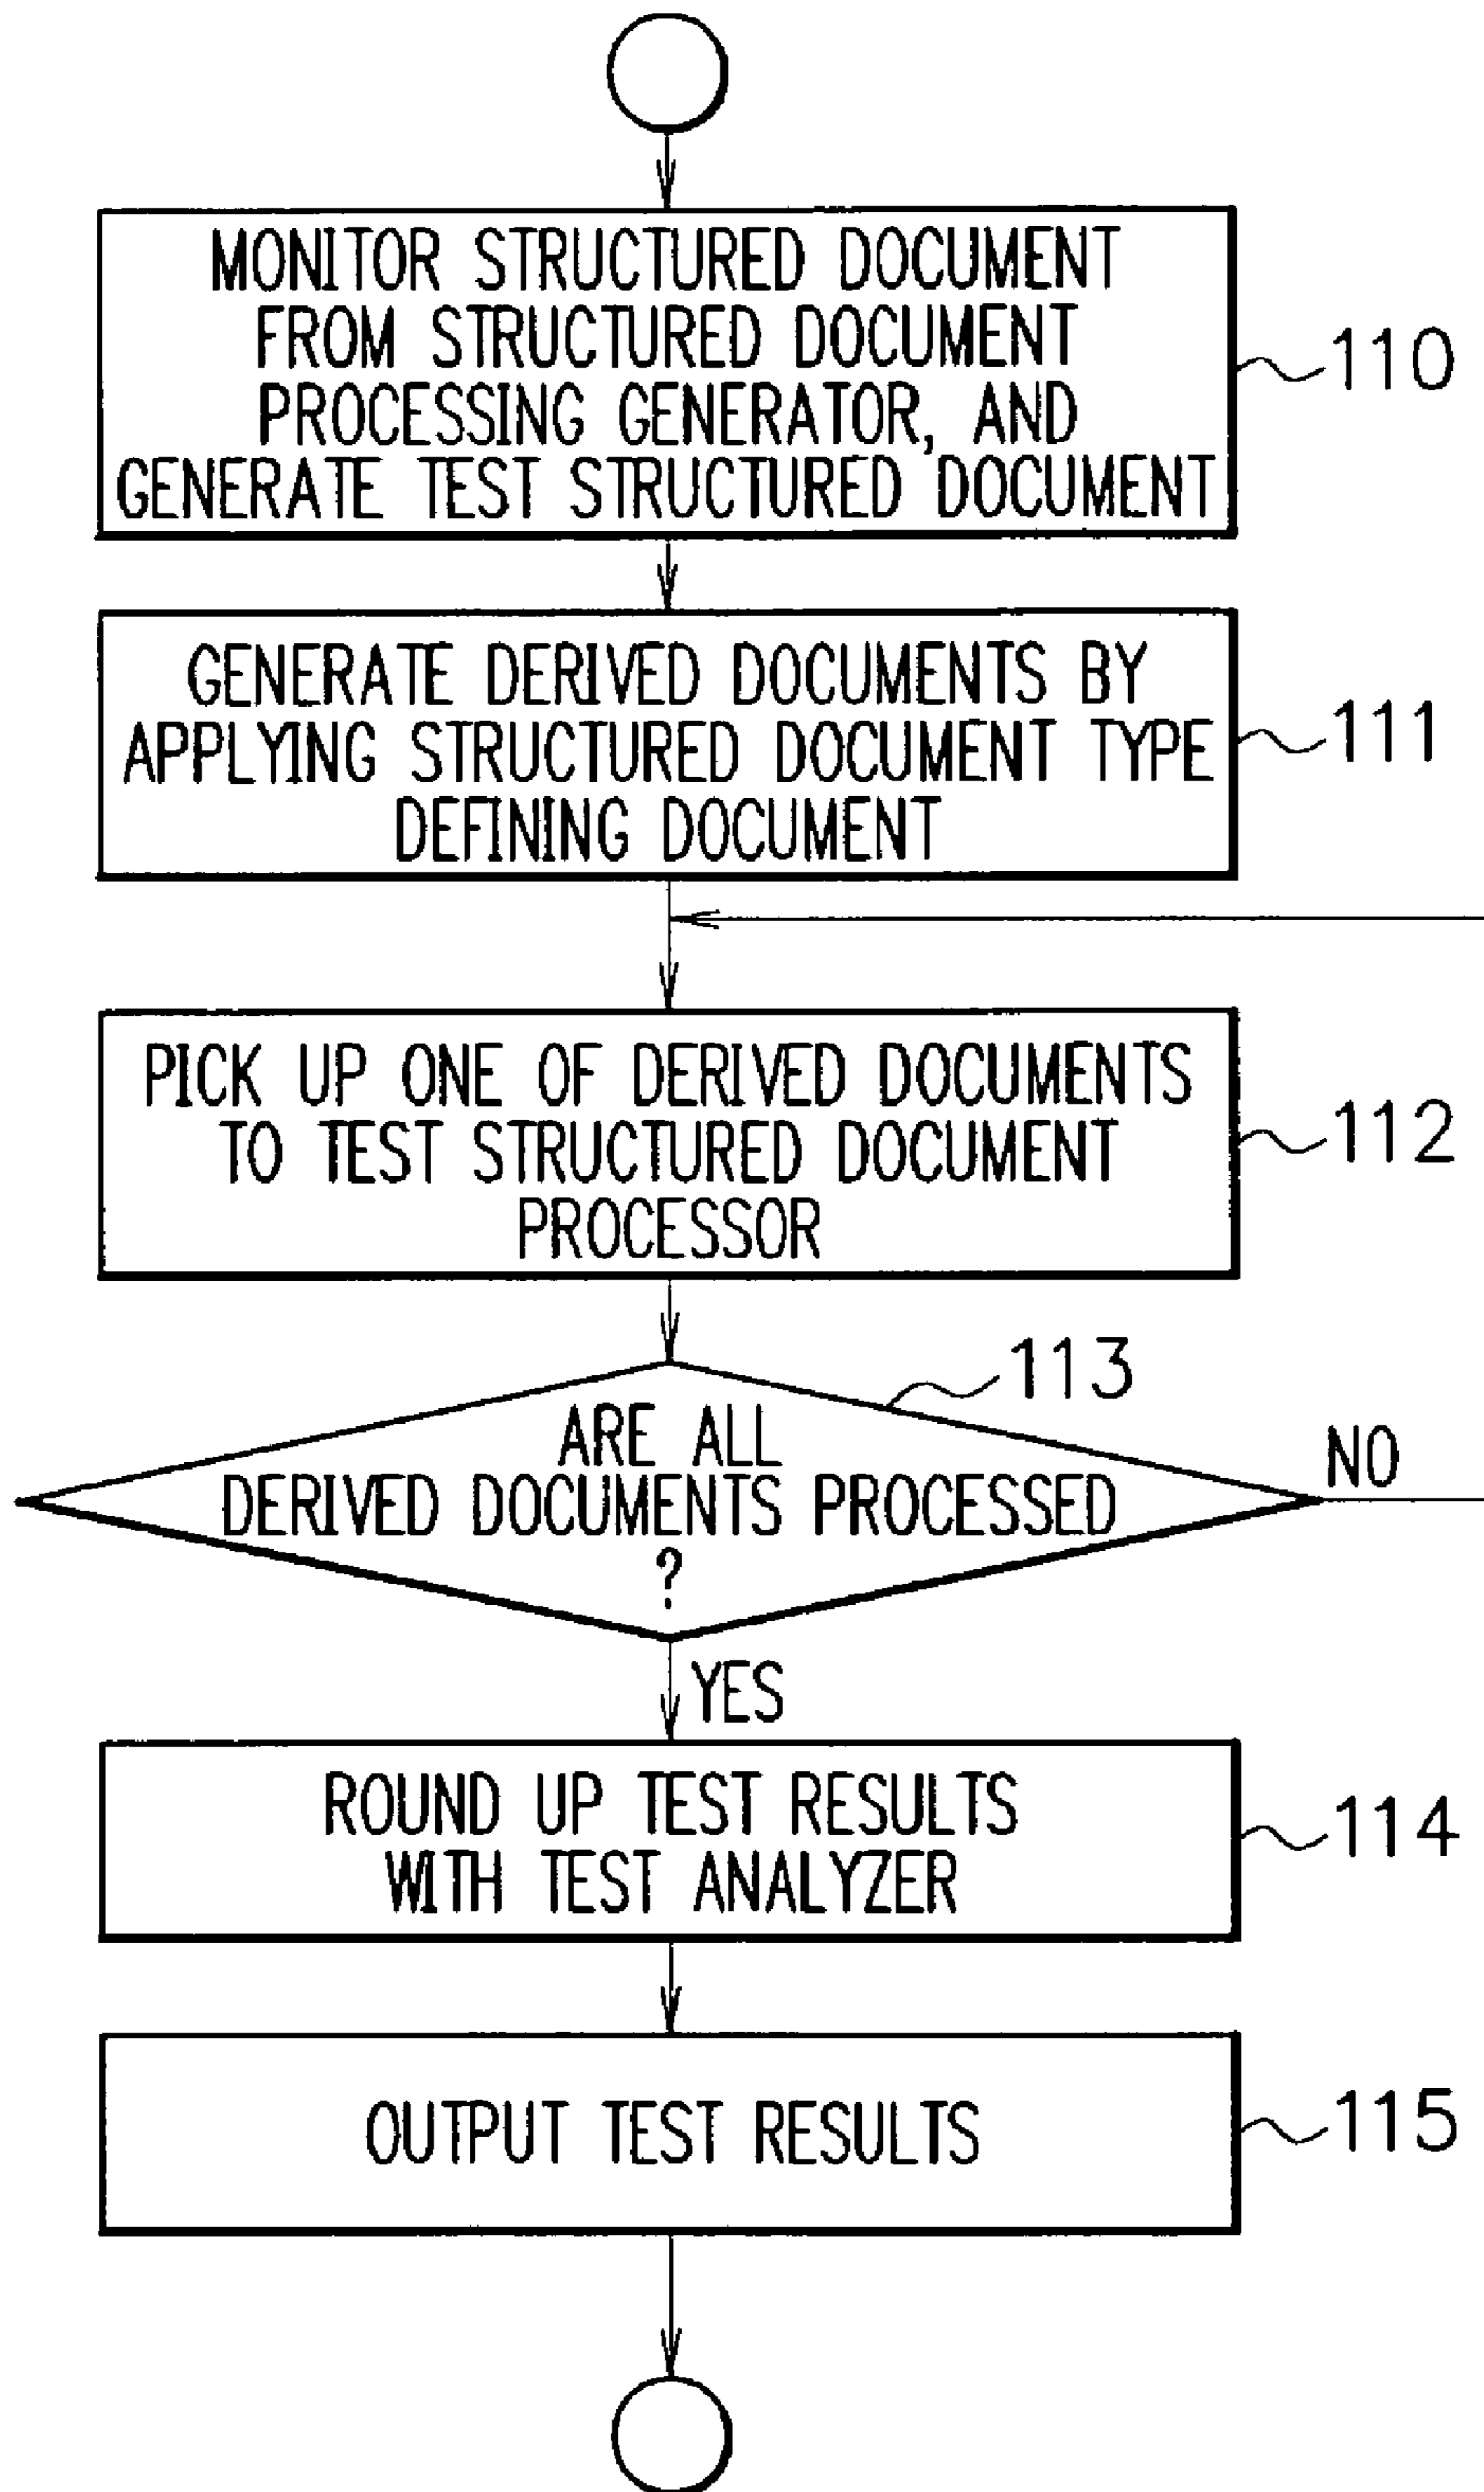 MONITOR STRUCTURED DOCUMENT
FROM STRUCTURED DOCUMENT
PROCESSING GENERATOR, AND
GENERATE TEST STRUCTURED DOCUMENT
110
GENERATE DERIVED DOCUMENTS BY
APPLYING STRUCTURED DOCUMENT TYPE
DEFINING DOCUMENT
111
PICK UP ONE OF DERIVED DOCUMENTS
TO TEST STRUCTURED DOCUMENT
PROCESSOR
112
113
ARE ALL
DERIVED DOCUMENTS PROCESSED
?
NO
YES
ROUND UP TEST RESULTS
WITH TEST ANALYZER
114
OUTPUT TEST RESULTS
115